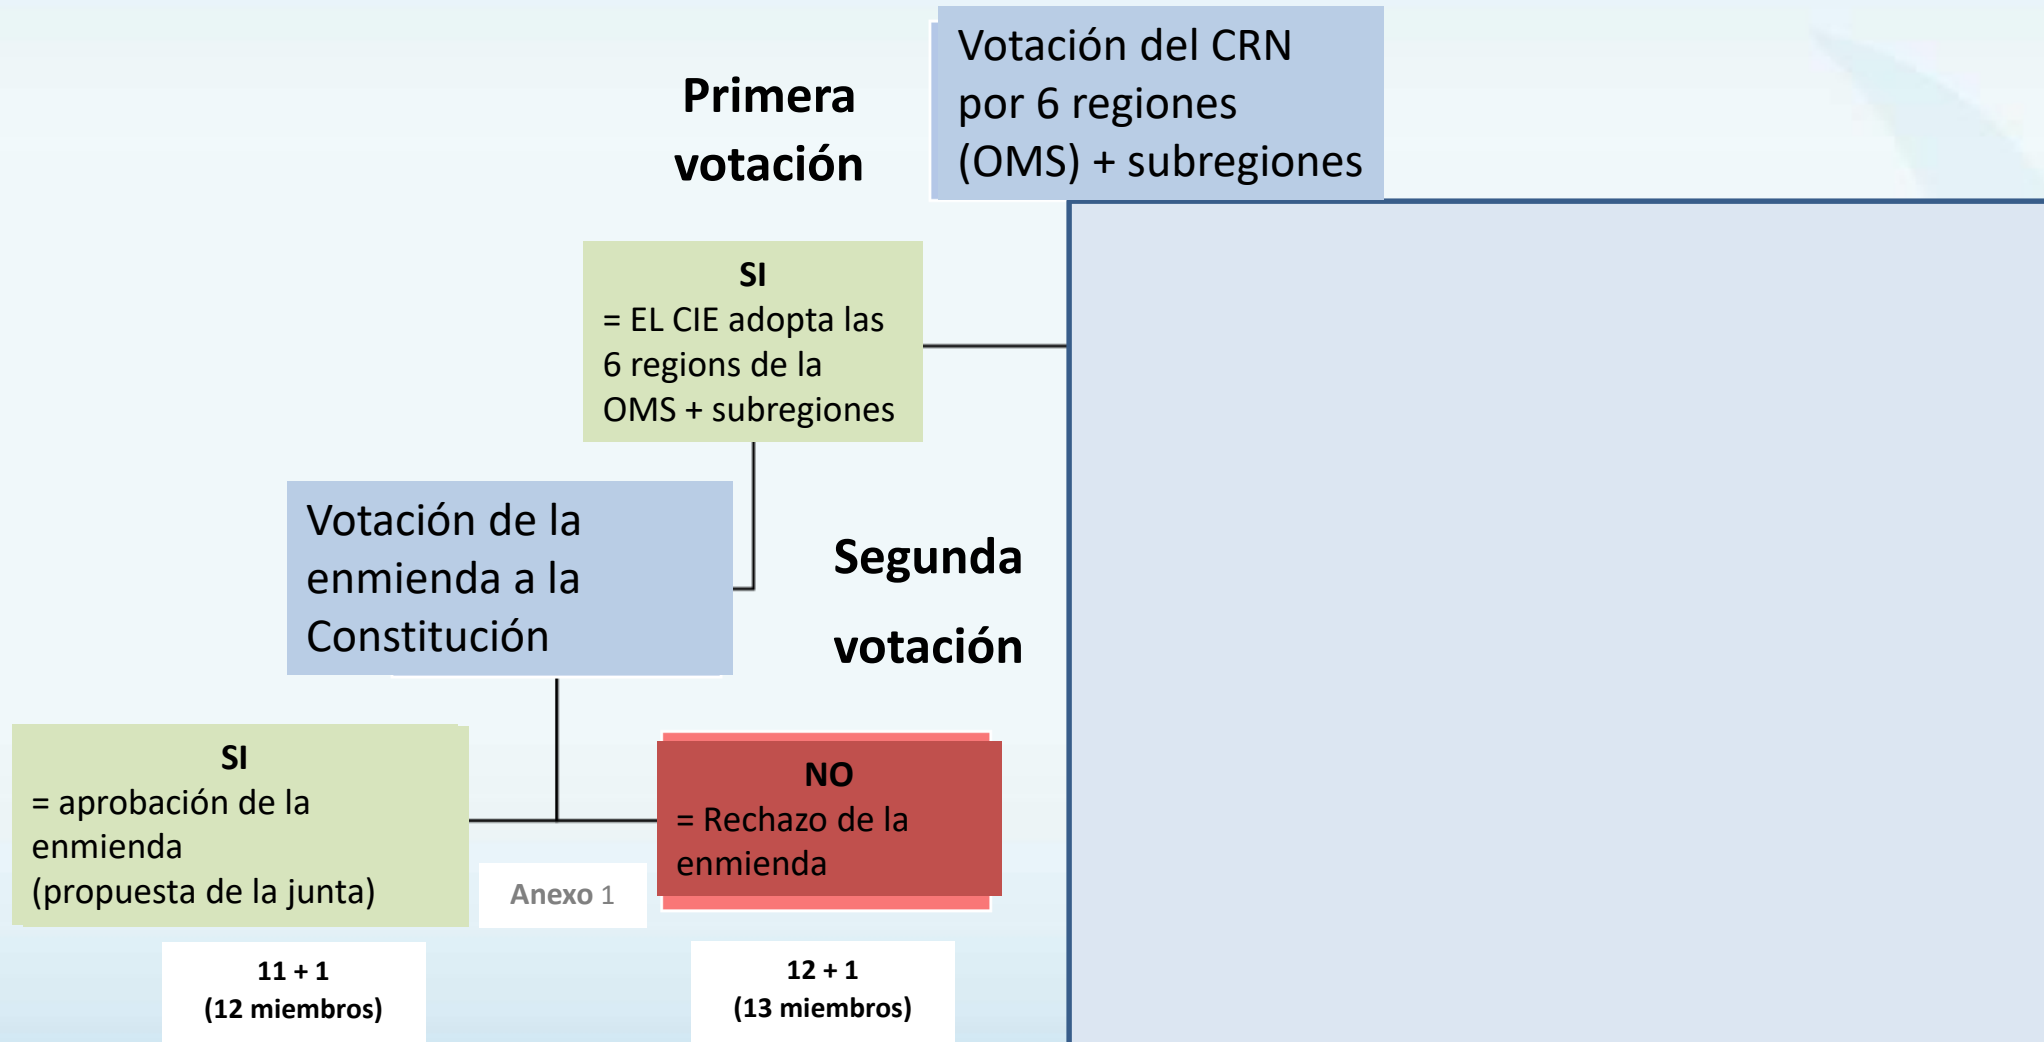 Primera
votación
Votación del CRN
por 6 regiones
(OMS) + subregiones
SI
= EL CIE adopta las
6 regions de la
OMS + subregiones
Votación de la
enmienda a la
Constitución
Segunda
votación
SI
= aprobación de la
enmienda
(propuesta de la junta)
Anexo 1
NO
= Rechazo de la
enmienda
11 + 1
(12 miembros)
12 + 1
(13 miembros)